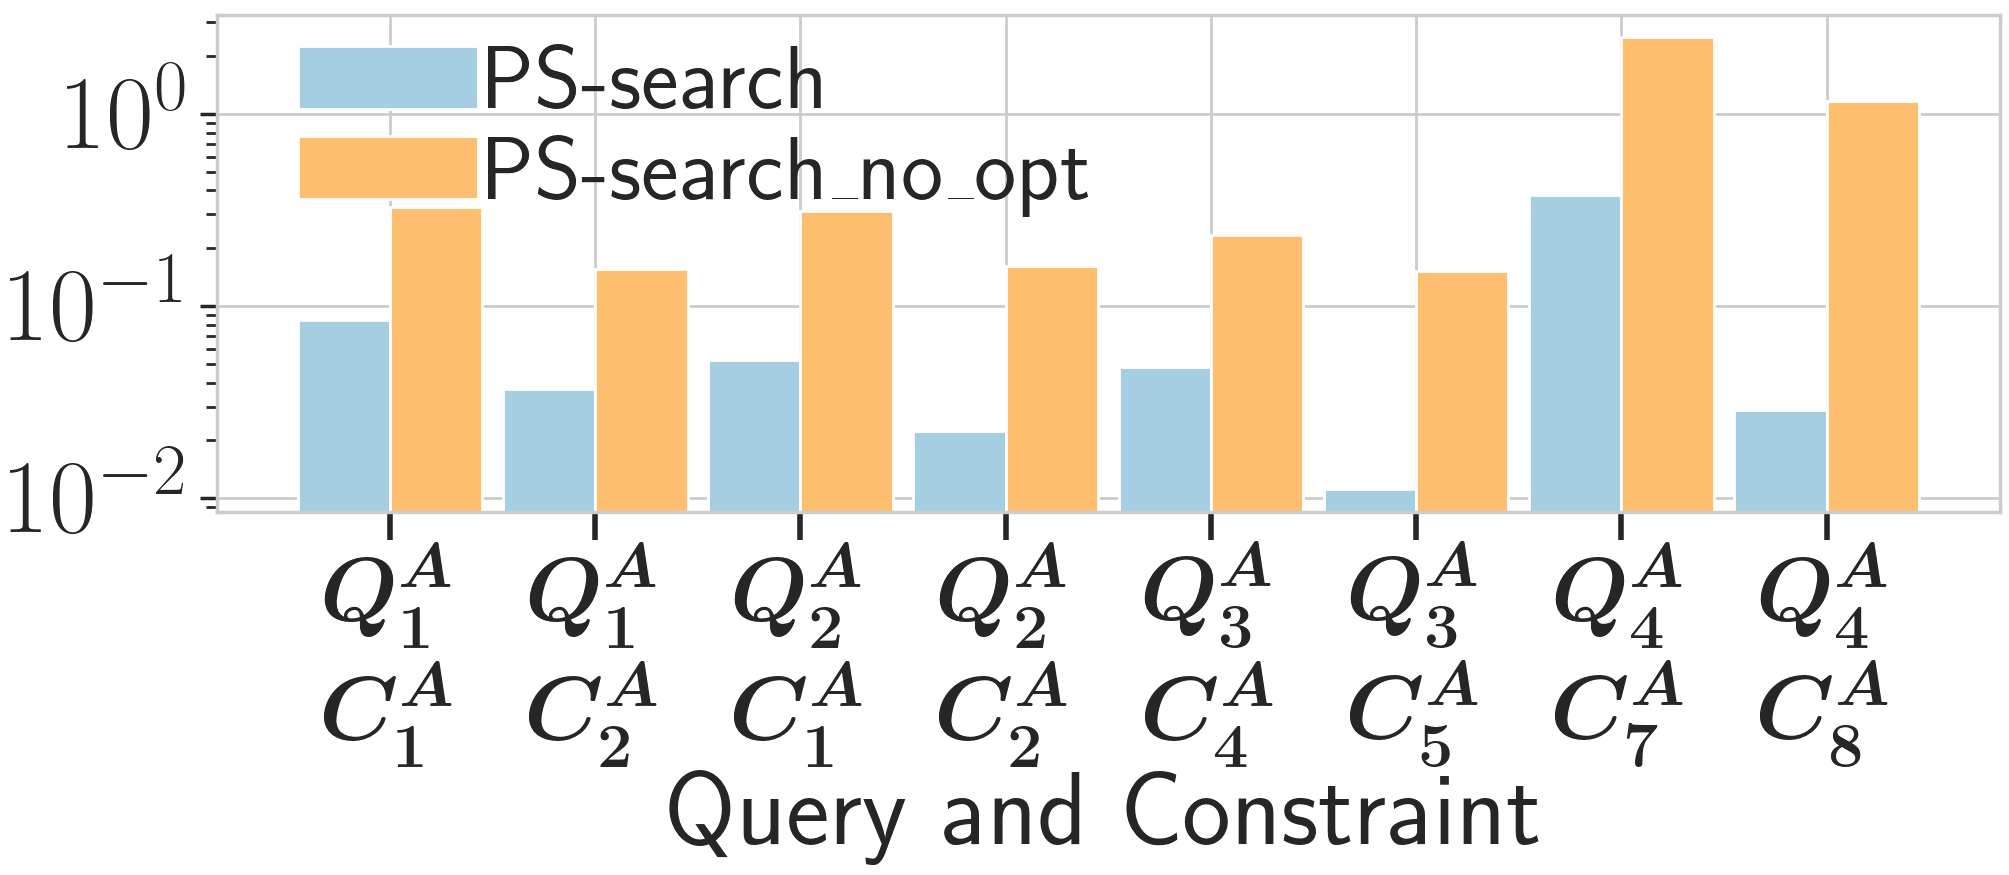 PS-search
PS-search_no_opt
10^0
10^{-1}
10^{-2}
Q_1^A Q_1^A Q_2^A Q_2^A Q_3^A Q_3^A Q_4^A Q_4^A
C_1^A C_2^A C_1^A C_2^A C_4^A C_5^A C_7^A C_8^A
Query and Constraint